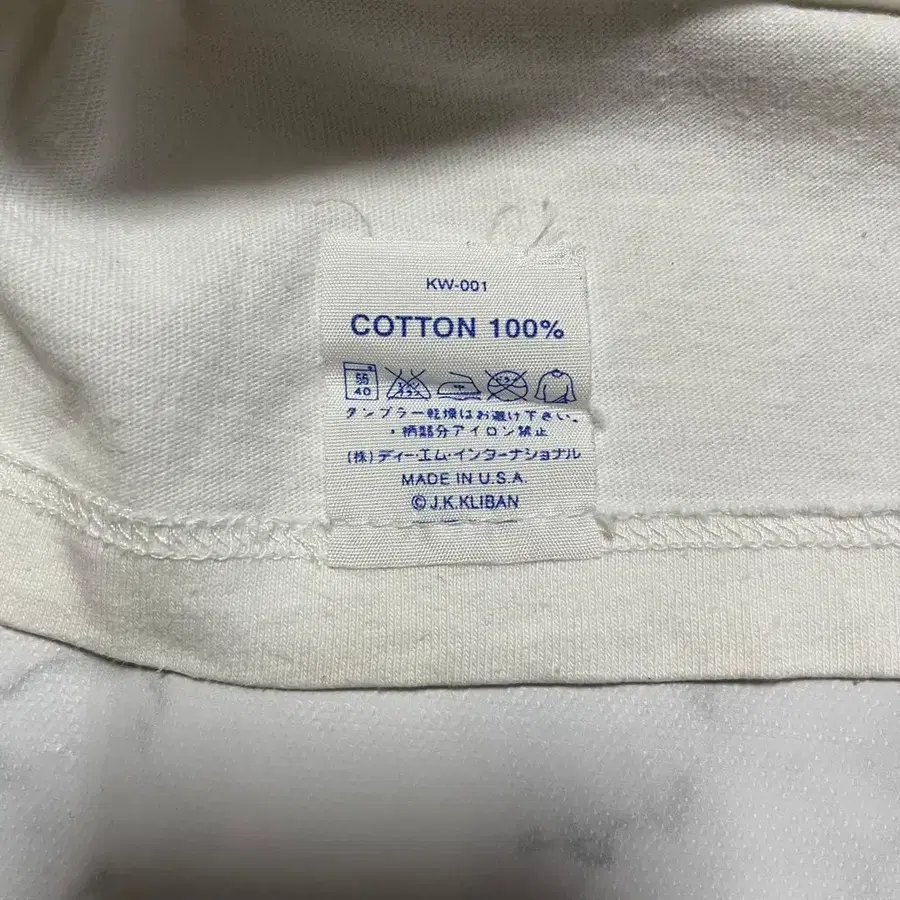 KW-001
COTTON 100%
40
タンブラー乾燥はお避け下さい。
・柄部分アイロン禁止
(株)ディー・エム・インターナショナル
MADE IN U.S.A.
© J.K.KLIBAN